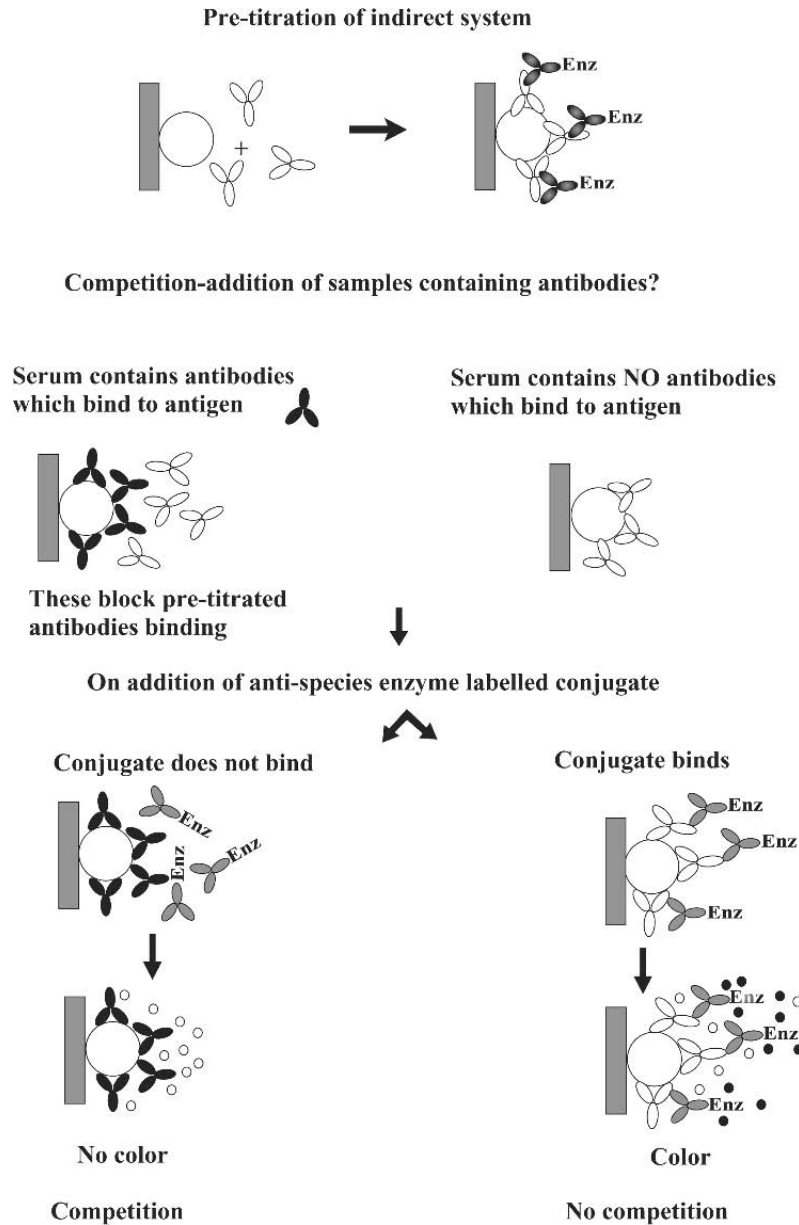 Pre-titration of indirect system
Enz
+
Enz
Enz
Competition-addition of samples containing antibodies?
Serum contains antibodies
which bind to antigen
Serum contains NO antibodies
which bind to antigen
These block pre-titrated
antibodies binding
On addition of anti-species enzyme labelled conjugate
Conjugate does not bind
Conjugate binds
Enz
Enz
Enz
Enz
Enz
Enz
Enz
Enz
Enz
No color
Color
Competition
No competition